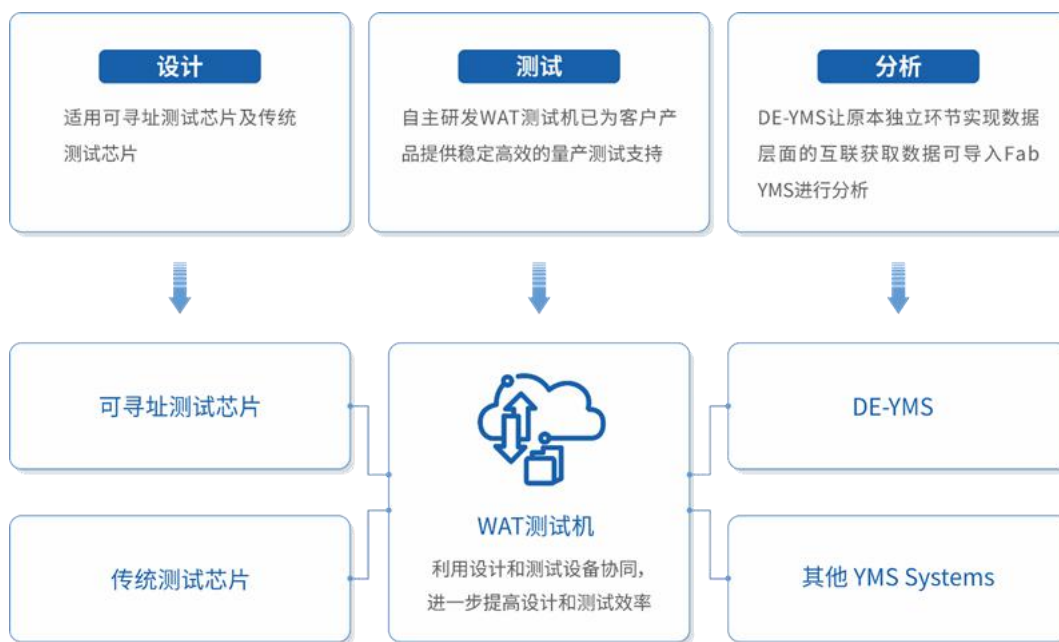 设计
适用可寻址测试芯片及传统
测试芯片
测试
自主研发WAT测试机已为客户产
品提供稳定高效的量产测试支持
分析
DE-YMS让原本独立环节实现数据
层面的互联获取数据可导入Fab
YMS进行分析
可寻址测试芯片
传统测试芯片
WAT测试机
利用设计和测试设备协同，
进一步提高设计和测试效率
DE-YMS
其他 YMS Systems